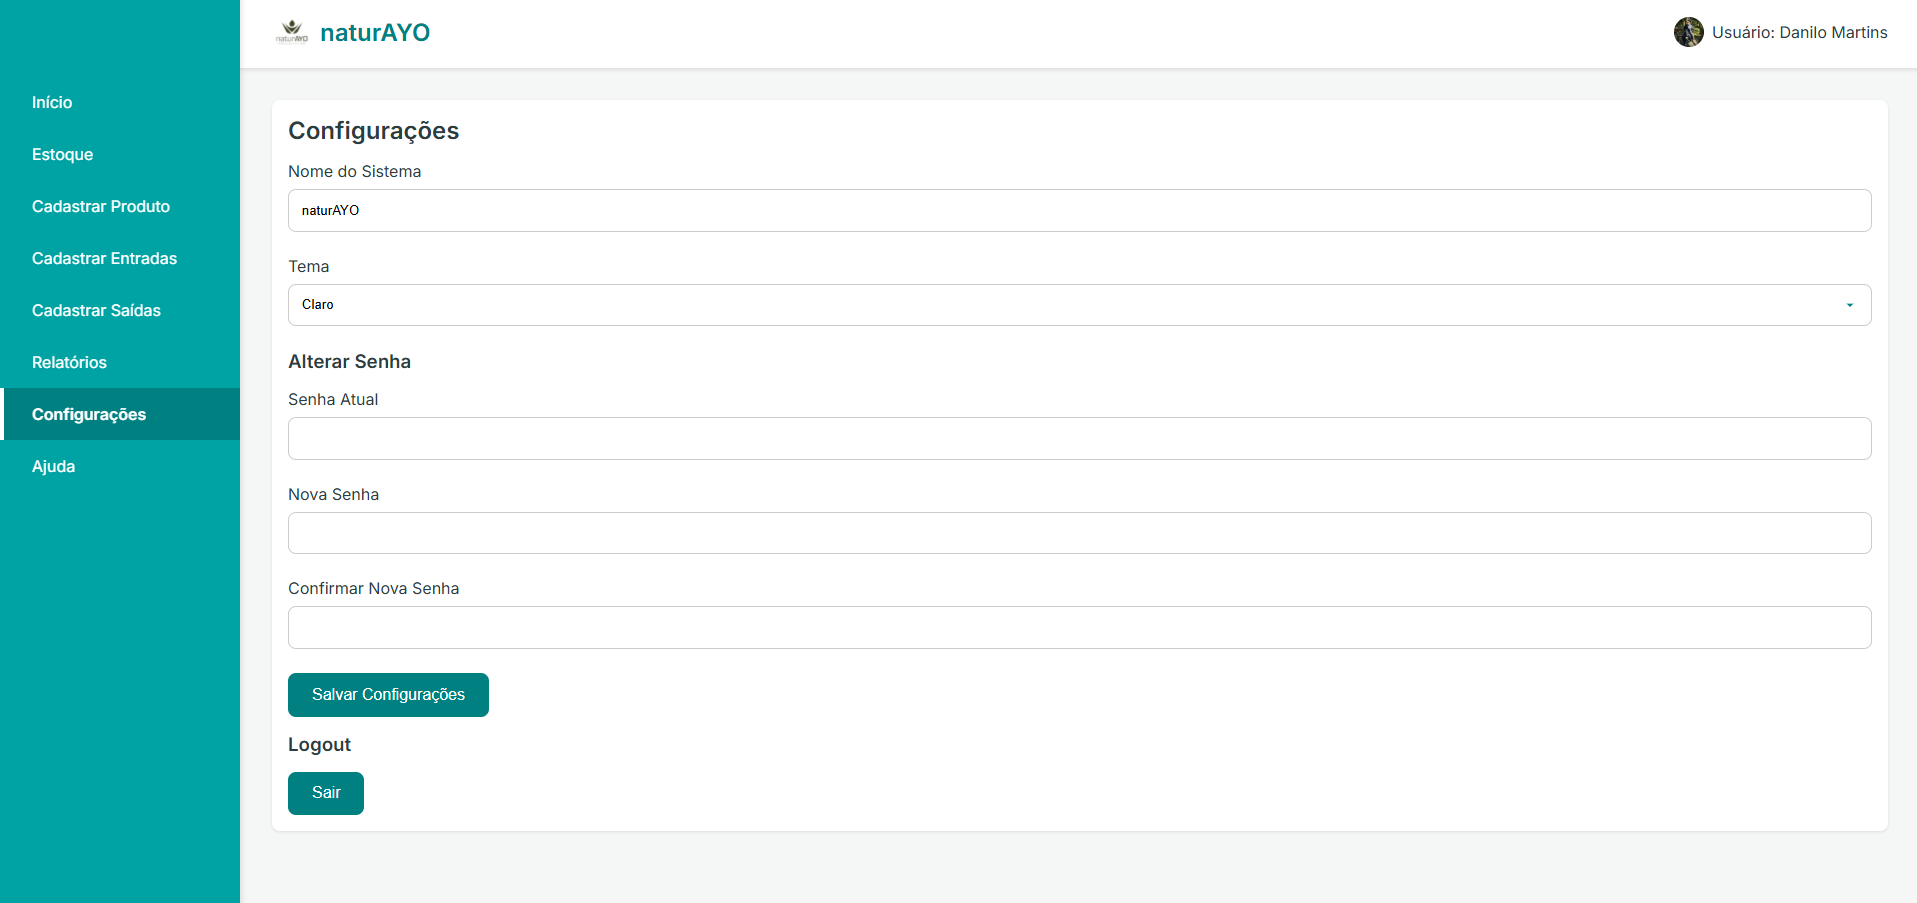 naturAYO
naturAYO
Usuário: Danilo Martins
Início
Estoque
Cadastrar Produto
Cadastrar Entradas
Cadastrar Saídas
Relatórios
Configurações
Ajuda
Configurações
Nome do Sistema
naturAYO
Tema
Claro
Alterar Senha
Senha Atual
Nova Senha
Confirmar Nova Senha
Salvar Configurações
Logout
Sair